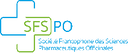 SFSPO
Société Francophone des Sciences
Pharmaceutiques Officinales